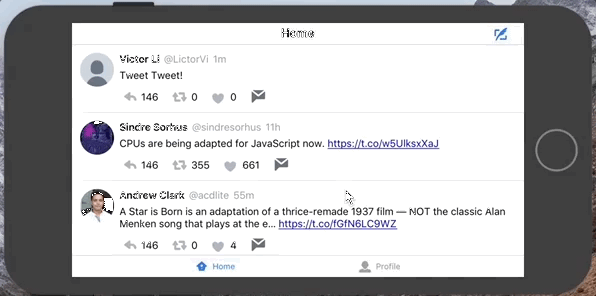 Home
Victor Li @LictorVi 1m
Tweet Tweet!
146 0 0
Sindre Sorhus @sindresorhus 11h
CPUs are being adapted for JavaScript now. https://t.co/w5UlksxXaJ
146 355 661
Andrew Clark @acdlite 55m
A Star is Born is an adaptation of a thrice-remade 1937 film — NOT the classic Alan
Menken song that plays at the e... https://t.co/fGfN6LC9WZ
146 0 4
Home Profile